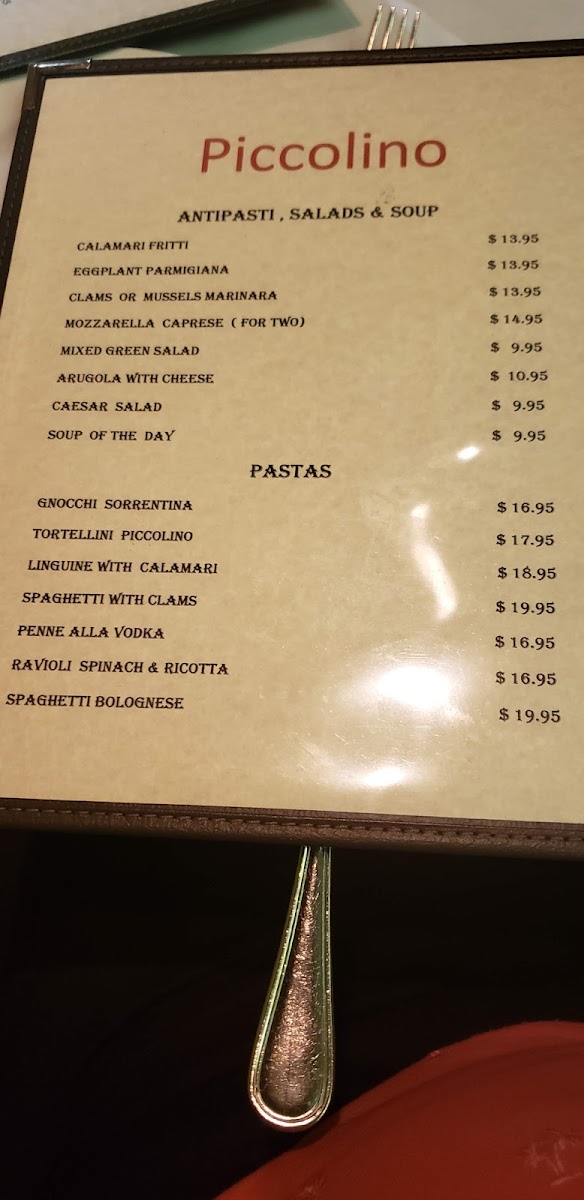 Piccolino
ANTIPASTI , SALADS & SOUP
CALAMARI FRITTI $ 13.95
EGGPLANT PARMIGIANA $ 13.95
CLAMS OR MUSSELS MARINARA $ 13.95
MOZZARELLA CAPRESE ( FOR TWO) $ 14.95
MIXED GREEN SALAD $ 9.95
ARUGOLA WITH CHEESE $ 10.95
CAESAR SALAD $ 9.95
SOUP OF THE DAY $ 9.95
PASTAS
GNOCCHI SORRENTINA $ 16.95
TORTELLINI PICCOLINO $ 17.95
LINGUINE WITH CALAMARI $ 18.95
SPAGHETTI WITH CLAMS $ 19.95
PENNE ALLA VODKA $ 16.95
RAVIOLI SPINACH & RICOTTA $ 16.95
SPAGHETTI BOLOGNESE $ 19.95